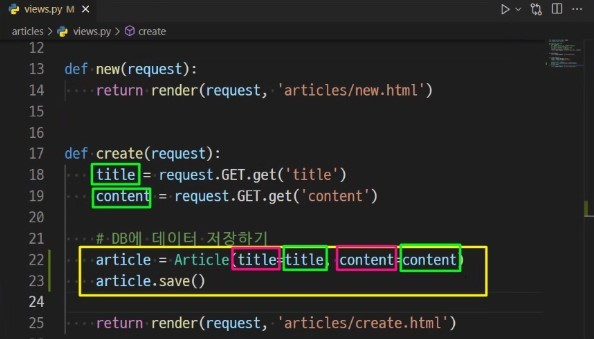 views.py M
articles > views.py > create
12
13 def new(request):
14 return render(request, 'articles/new.html')
15
16
17 def create(request):
18 title = request.GET.get('title')
19 content = request.GET.get('content')
20
21 # DB에 데이터 저장하기
22 article = Article(title=title, content=content)
23 article.save()
24
25 return render(request, 'articles/create.html')